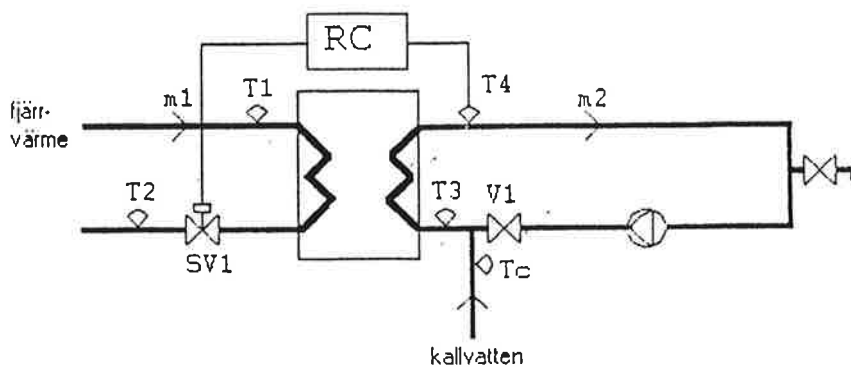 RC
T1
T4
m1
m2
fjärr-
värme
T2
T3
V1
SV1
Tc
kallvatten